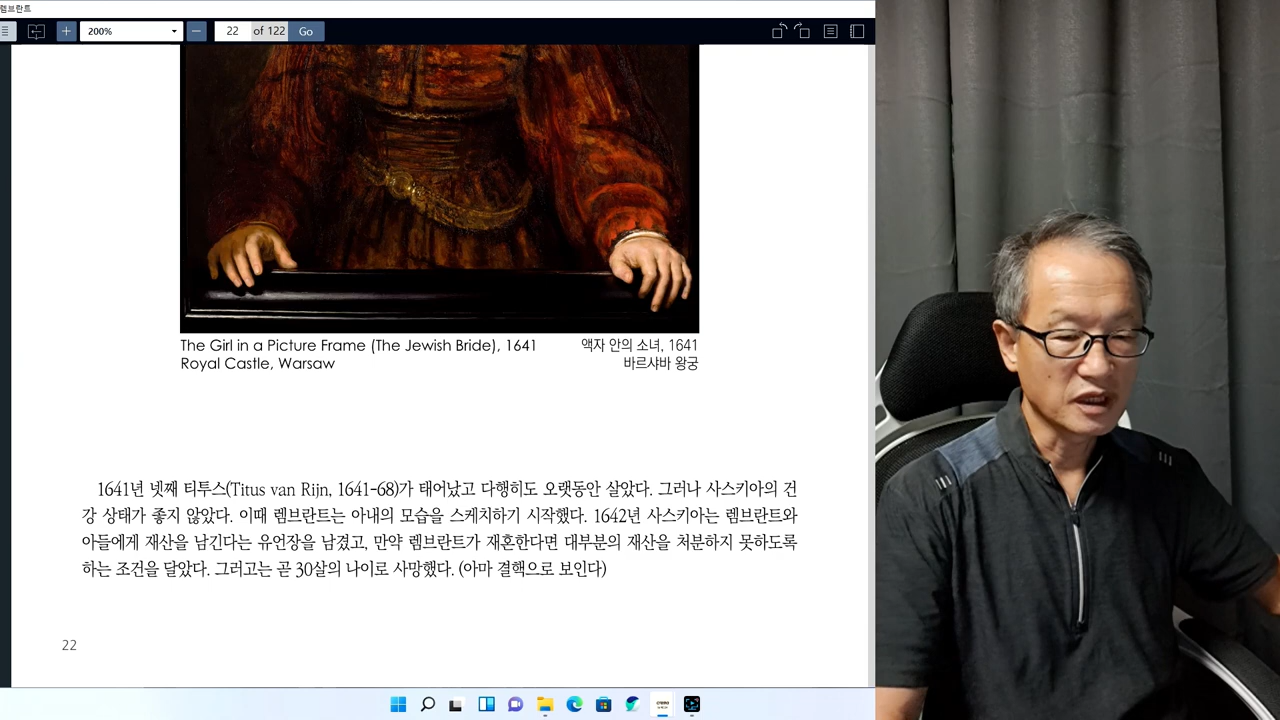 렘브란트
200%
22 of 122 Go
The Girl in a Picture Frame (The Jewish Bride), 1641
Royal Castle, Warsaw
액자 안의 소녀, 1641
바르샤바 왕궁
1641년 넷째 티투스(Titus van Rijn, 1641-68)가 태어났고 다행히도 오랫동안 살았다. 그러나 사스키아의 건
강 상태가 좋지 않았다. 이때 렘브란트는 아내의 모습을 스케치하기 시작했다. 1642년 사스키아는 렘브란트와
아들에게 재산을 남긴다는 유언장을 남겼고, 만약 렘브란트가 재혼한다면 대부분의 재산을 처분하지 못하도록
하는 조건을 달았다. 그러고는 곧 30살의 나이로 사망했다. (아마 결핵으로 보인다)
22